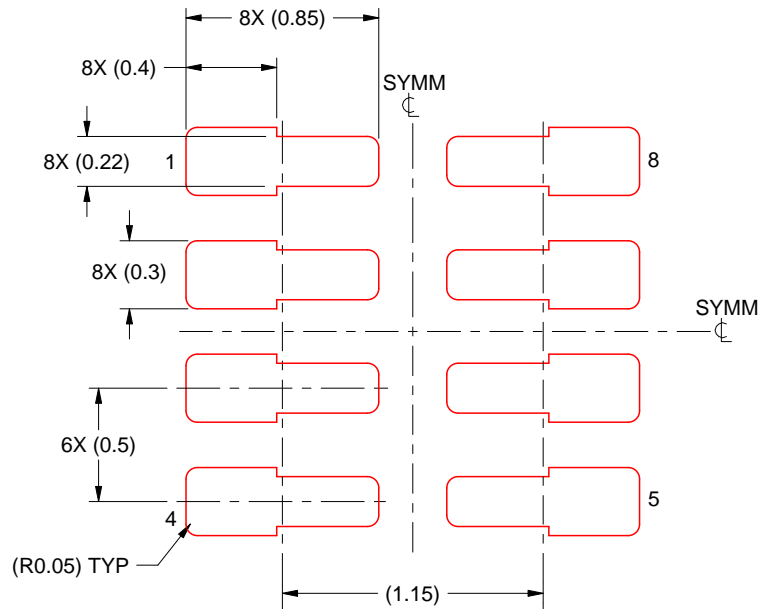 8X (0.85)
8X (0.4)
SYMM
℄
1
8X (0.22)
8
8X (0.3)
SYMM
℄
6X (0.5)
4
5
(R0.05) TYP
(1.15)